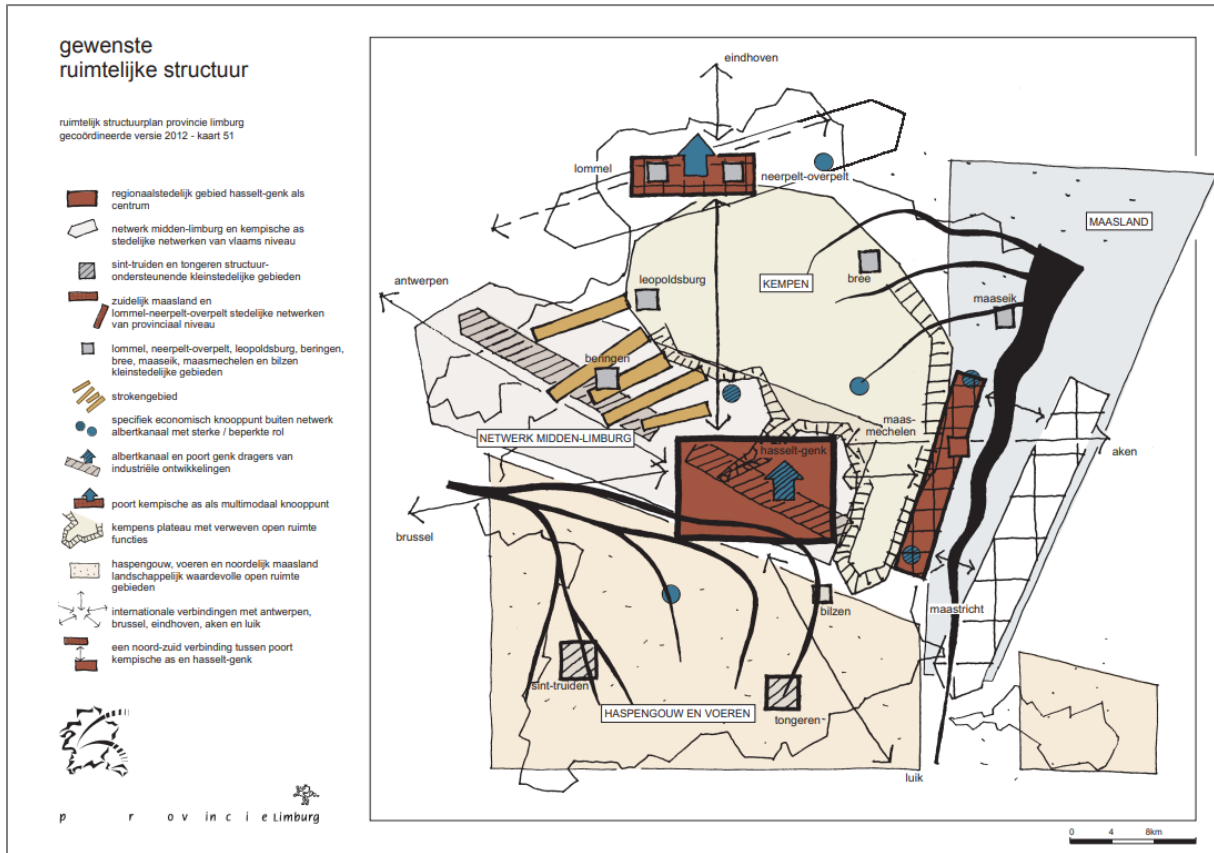 gewenste
ruimtelijke structuur
ruimtelijk structuurplan provincie limburg
gecoördineerde versie 2012 - kaart 51
regionaalstedelijk gebied hasselt-genk als
centrum
netwerk midden-limburg en kempische as
stedelijke netwerken van vlaams niveau
sint-truiden en tongeren structuur-
ondersteunende kleinstedelijke gebieden
zuidelijk maasland en
lommel-neerpelt-overpelt stedelijke netwerken
van provinciaal niveau
lommel, neerpelt-overpelt, leopoldsburg, beringen,
bree, maaseik, maasmechelen en bilzen
kleinstedelijke gebieden
strokengebied
specifiek economisch knooppunt buiten netwerk
albertkanaal met sterke / beperkte rol
albertkanaal en poort genk dragers van
industriële ontwikkelingen
poort kempische as als multimodaal knooppunt
kempens plateau met verweven open ruimte
functies
haspengouw, voeren en noordelijk maasland
landschappelijk waardevolle open ruimte
gebieden
internationale verbindingen met antwerpen,
brussel, eindhoven, aken en luik
een noord-zuid verbinding tussen poort
kempische as en hasselt-genk
provincie Limburg
eindhoven
lommel
neerpelt-overpelt
MAASLAND
antwerpen
leopoldsburg
KEMPEN
bree
maaseik
beringen
NETWERK MIDDEN-LIMBURG
maas-
mechelen
hasselt-genk
aken
brussel
maastricht
bilzen
sint-truiden
HASPENGOUW EN VOEREN
tongeren
luik
0 4 8km